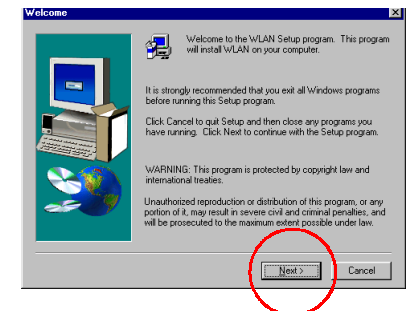 Welcome
Welcome to the WLAN Setup program. This program
will install WLAN on your computer.
It is strongly recommended that you exit all Windows programs
before running this Setup program.
Click Cancel to quit Setup and then close any programs you
have running. Click Next to continue with the Setup program.
WARNING: This program is protected by copyright law and
international treaties.
Unauthorized reproduction or distribution of this program, or any
portion of it, may result in severe civil and criminal penalties, and
will be prosecuted to the maximum extent possible under law.
Next > Cancel